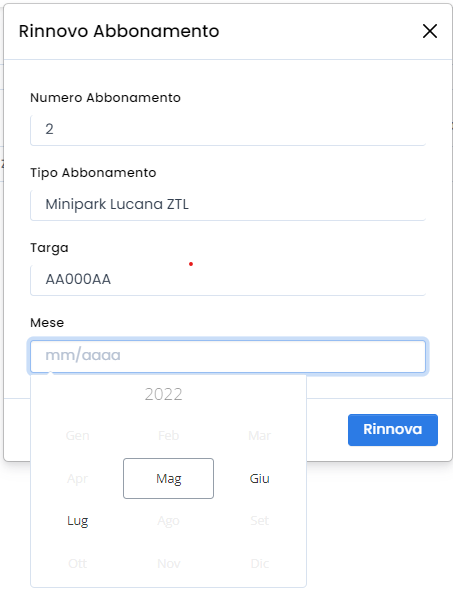 Rinnovo Abbonamento
Numero Abbonamento
2
Tipo Abbonamento
Minipark Lucana ZTL
Targa
AA000AA
Mese
mm/aaaa
2022
Gen Feb Mar
Apr Mag Giu
Lug Ago Set
Ott Nov Dic
Rinnova